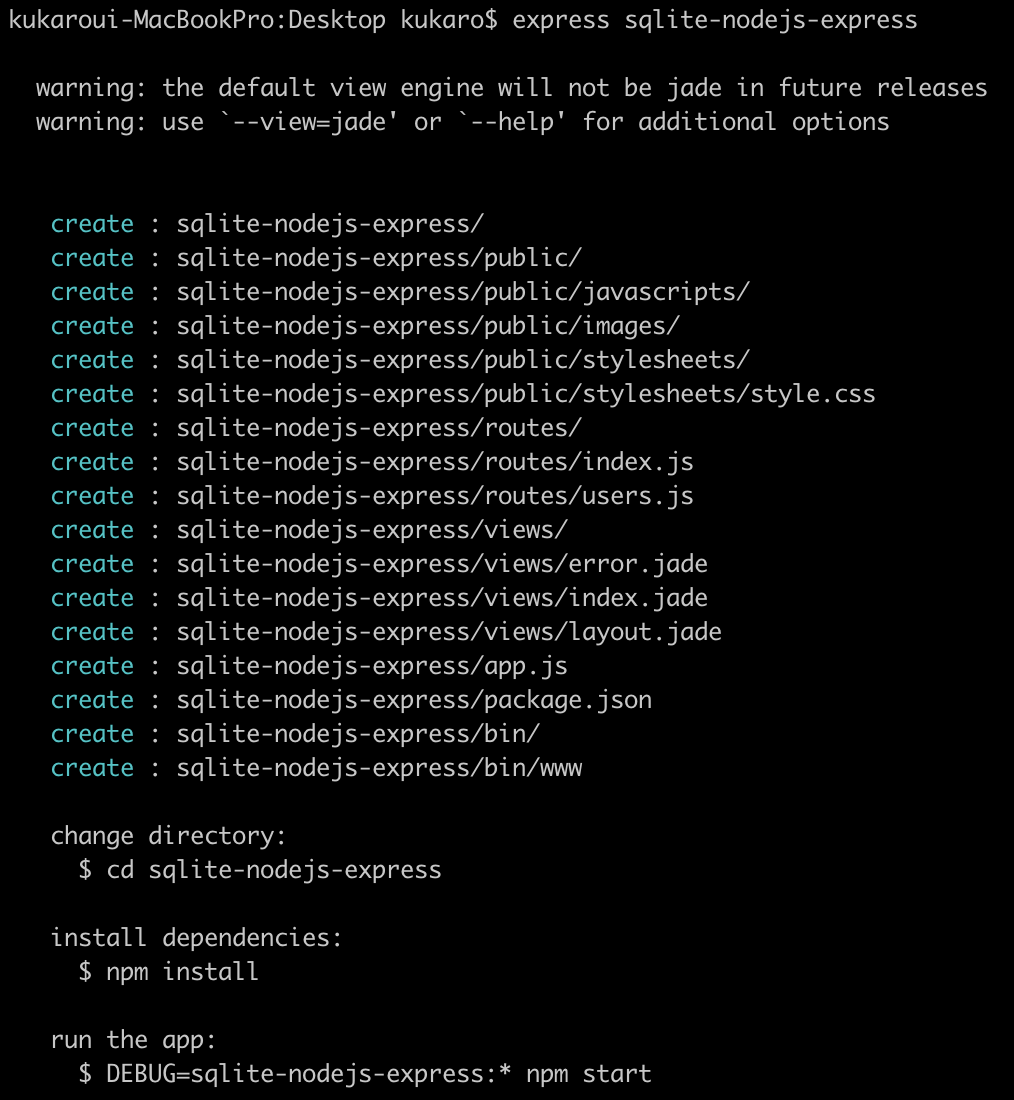 kukaroui-MacBookPro:Desktop kukaro$ express sqlite-nodejs-express
warning: the default view engine will not be jade in future releases
warning: use `--view=jade' or `--help' for additional options
create : sqlite-nodejs-express/
create : sqlite-nodejs-express/public/
create : sqlite-nodejs-express/public/javascripts/
create : sqlite-nodejs-express/public/images/
create : sqlite-nodejs-express/public/stylesheets/
create : sqlite-nodejs-express/public/stylesheets/style.css
create : sqlite-nodejs-express/routes/
create : sqlite-nodejs-express/routes/index.js
create : sqlite-nodejs-express/routes/users.js
create : sqlite-nodejs-express/views/
create : sqlite-nodejs-express/views/error.jade
create : sqlite-nodejs-express/views/index.jade
create : sqlite-nodejs-express/views/layout.jade
create : sqlite-nodejs-express/app.js
create : sqlite-nodejs-express/package.json
create : sqlite-nodejs-express/bin/
create : sqlite-nodejs-express/bin/www
change directory:
$ cd sqlite-nodejs-express
install dependencies:
$ npm install
run the app:
$ DEBUG=sqlite-nodejs-express:* npm start